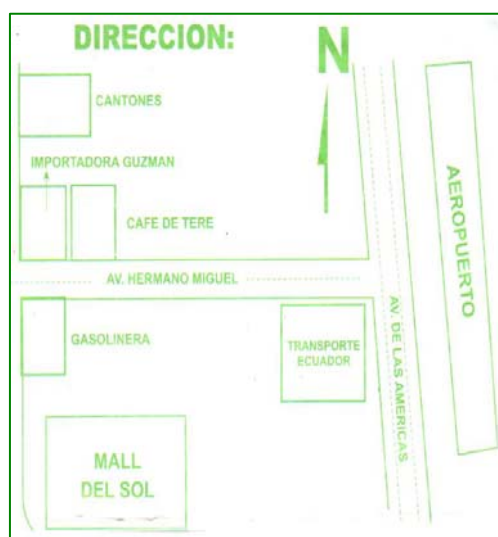 DIRECCION:
N
CANTONES
IMPORTADORA GUZMAN
CAFE DE TERE
AEROPUERTO
AV. HERMANO MIGUEL
GASOLINERA
TRANSPORTE
ECUADOR
AV. DE LAS AMERICAS
MALL
DEL SOL